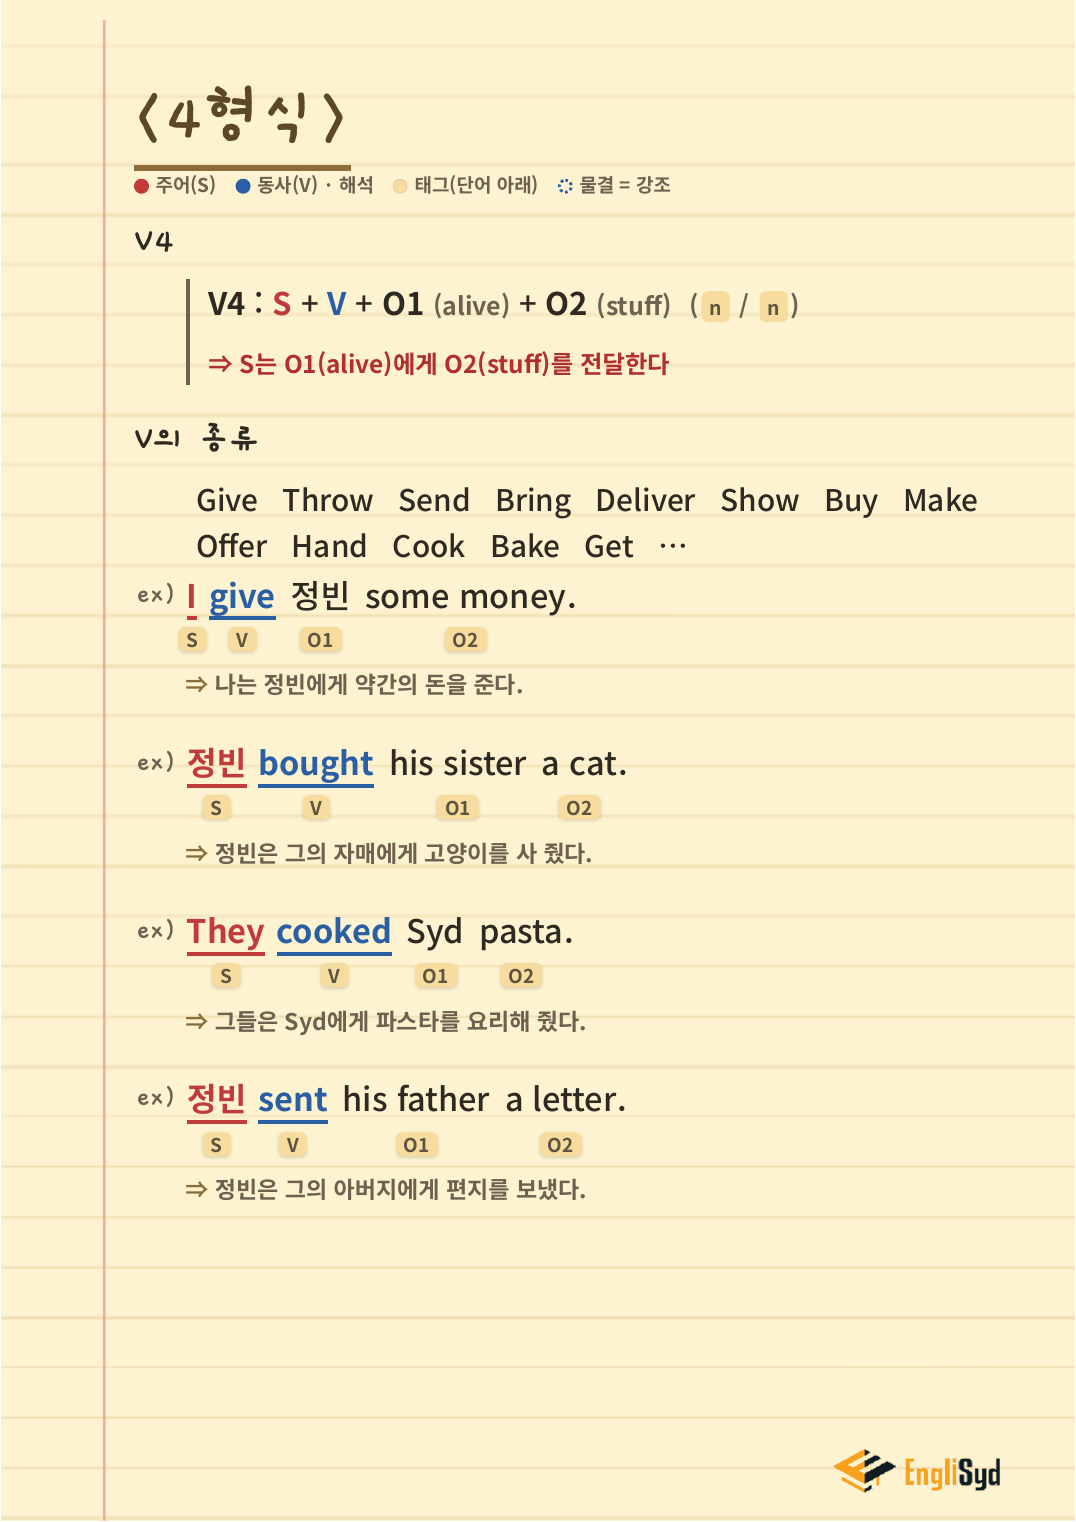 〈4형식〉
주어(S) 동사(V) · 해석 태그(단어 아래) 물결 = 강조
V4
V4 : S + V + O1 (alive) + O2 (stuff) ( n / n )
⇒ S는 O1(alive)에게 O2(stuff)를 전달한다
V의 종류
Give Throw Send Bring Deliver Show Buy Make
Offer Hand Cook Bake Get ···
ex) I give 정빈 some money.
S V O1 O2
⇒ 나는 정빈에게 약간의 돈을 준다.
ex) 정빈 bought his sister a cat.
S V O1 O2
⇒ 정빈은 그의 자매에게 고양이를 사 줬다.
ex) They cooked Syd pasta.
S V O1 O2
⇒ 그들은 Syd에게 파스타를 요리해 줬다.
ex) 정빈 sent his father a letter.
S V O1 O2
⇒ 정빈은 그의 아버지에게 편지를 보냈다.
EngliSyd